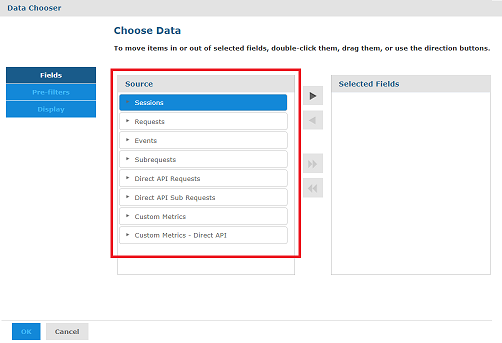 Data Chooser
Choose Data
To move items in or out of selected fields, double-click them, drag them, or use the direction buttons.
Fields
Pre-filters
Display
Source
Sessions
Requests
Events
Subrequests
Direct API Requests
Direct API Sub Requests
Custom Metrics
Custom Metrics - Direct API
Selected Fields
OK
Cancel